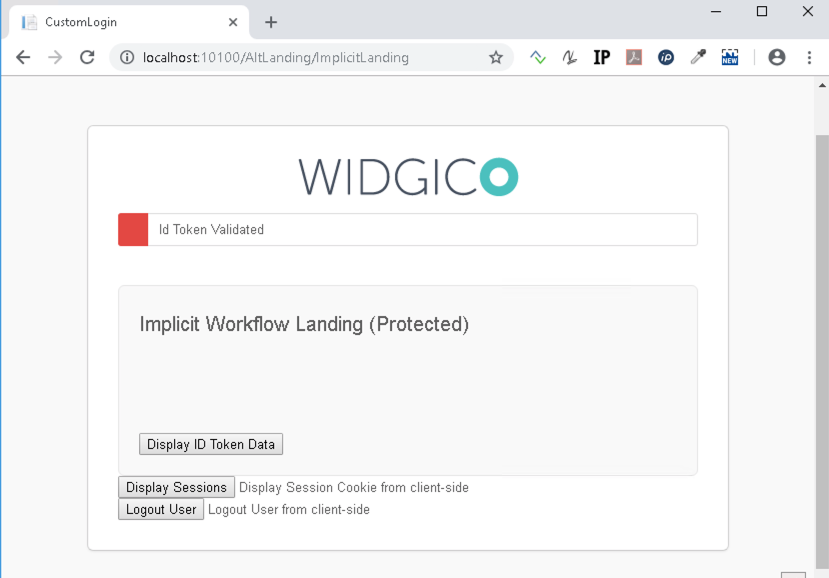 CustomLogin
localhost:10100/AltLanding/ImplicitLanding
IP
iP
NEW
WIDGICO
Id Token Validated
Implicit Workflow Landing (Protected)
Display ID Token Data
Display Sessions Display Session Cookie from client-side
Logout User Logout User from client-side